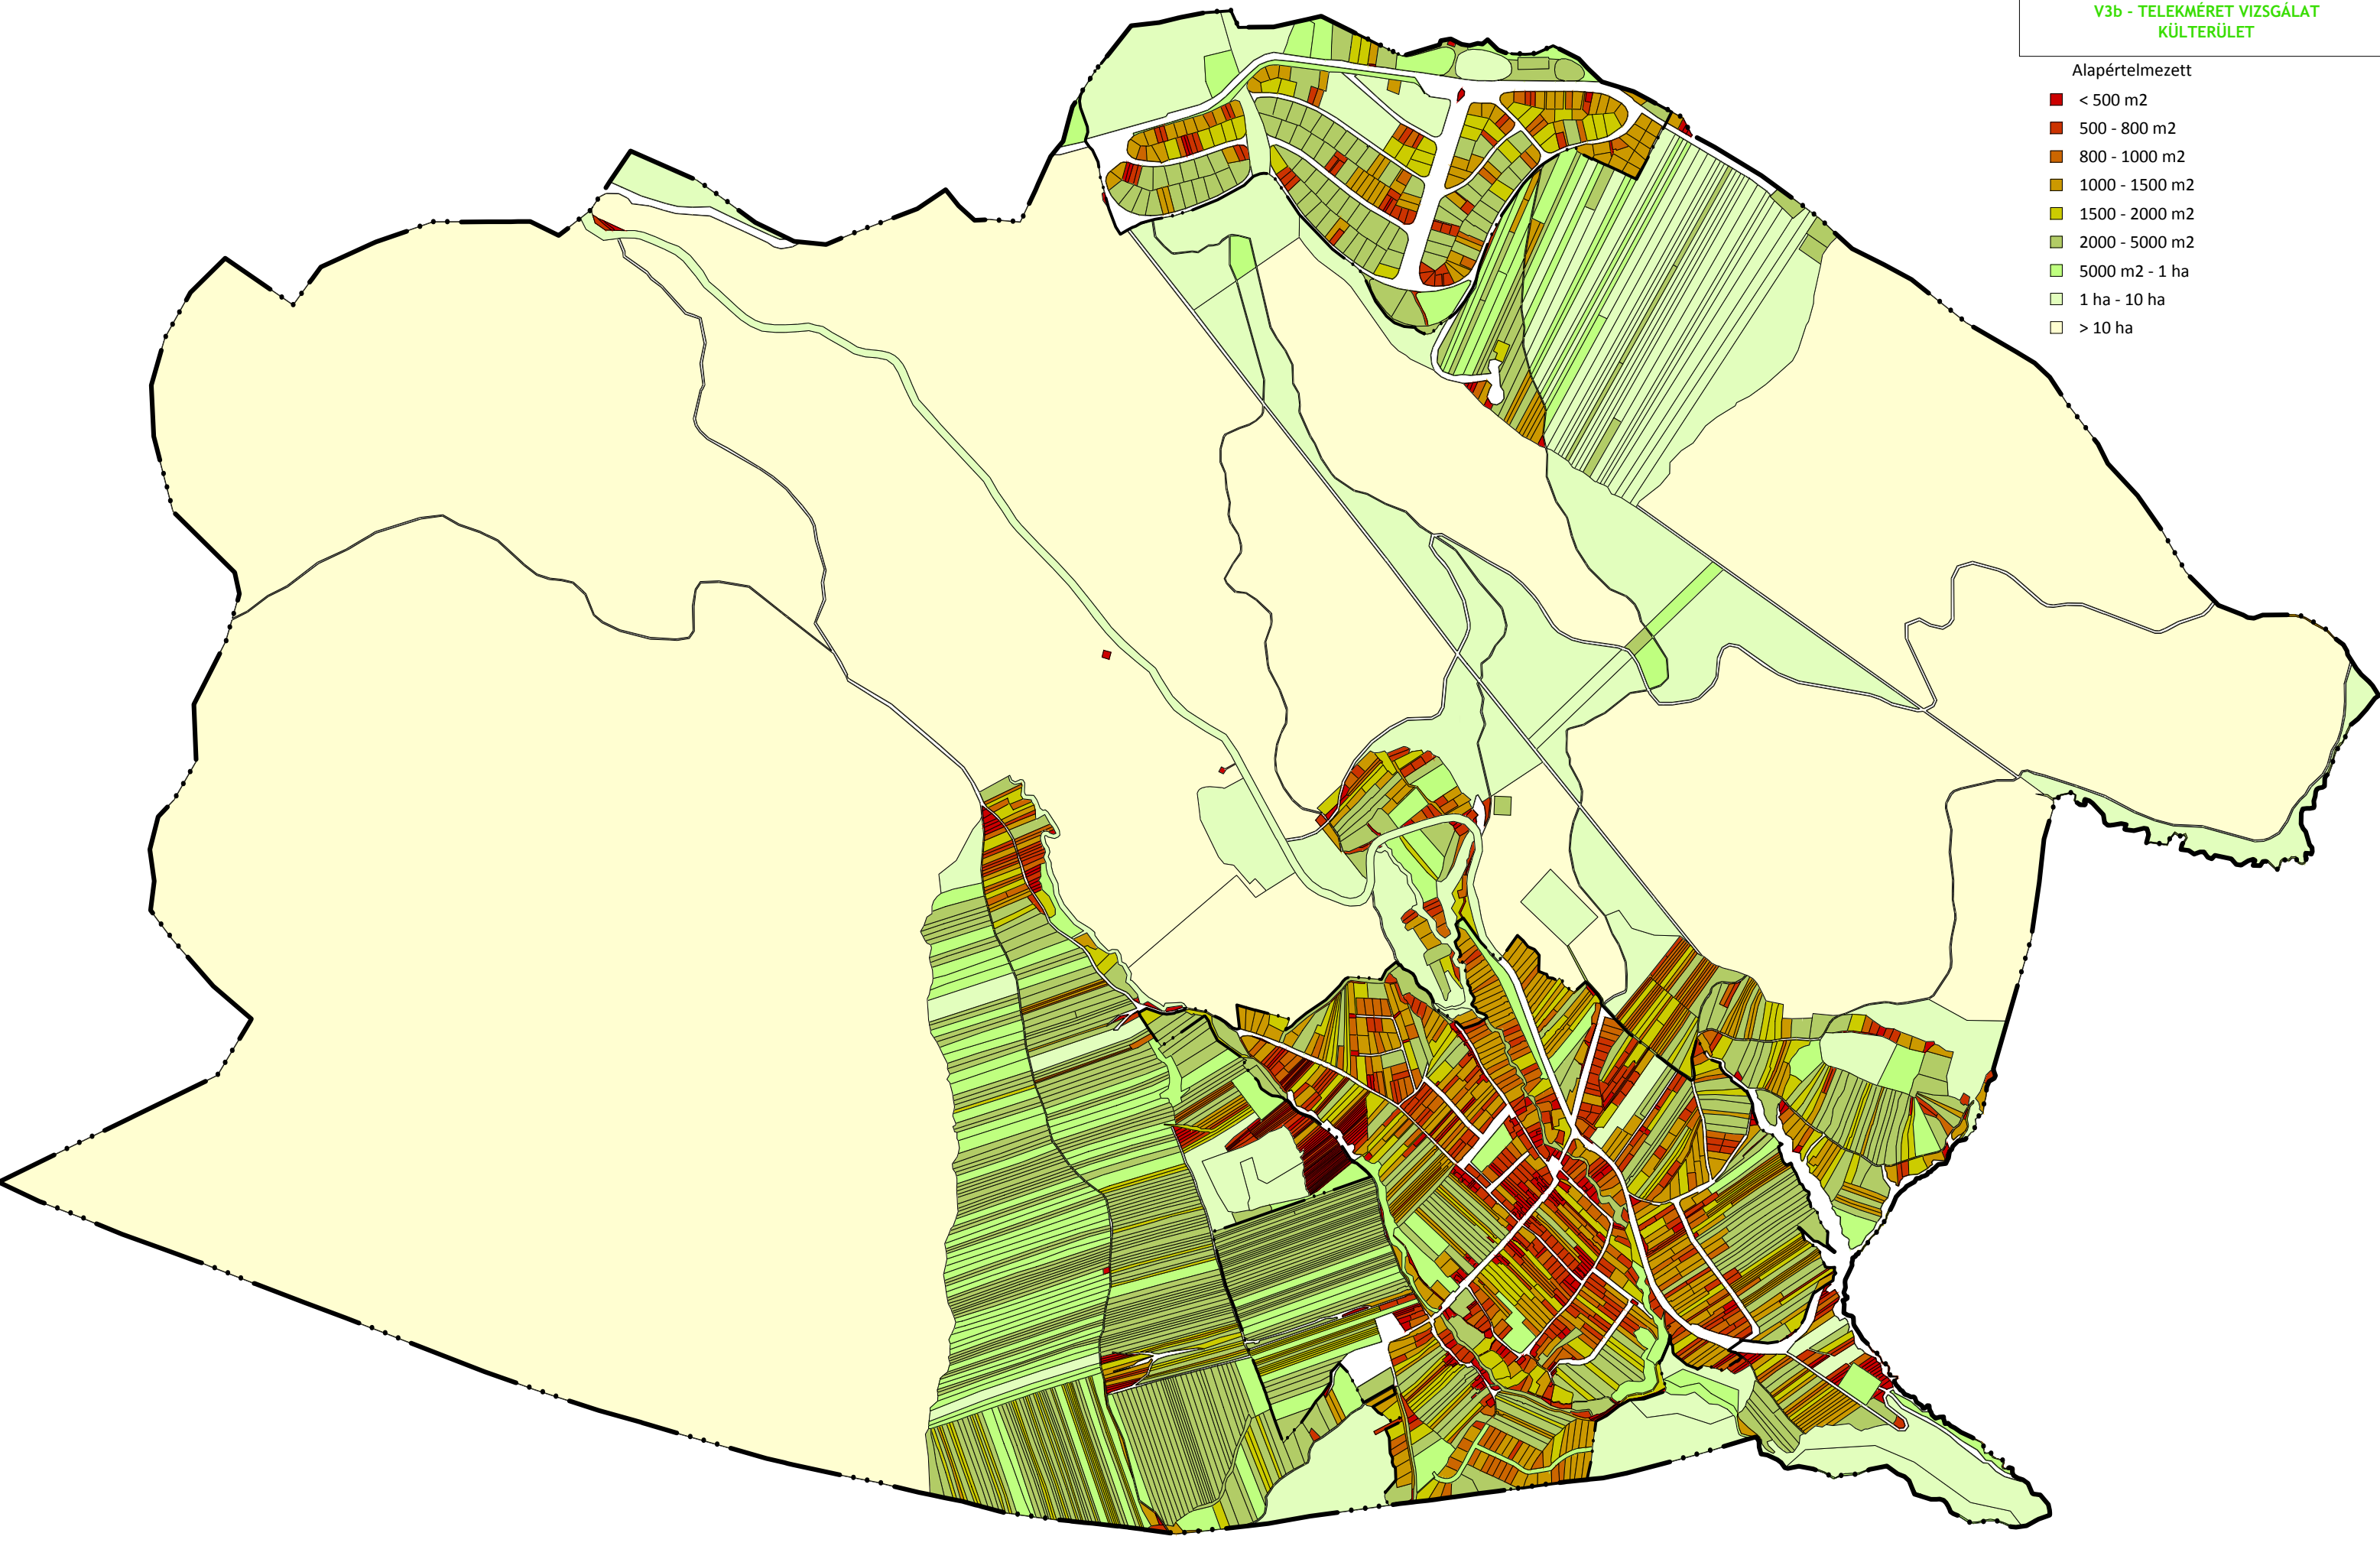 V3b - TELEKMÉRET VIZSGÁLAT
KÜLTERÜLET
Alapértelmezett
< 500 m2
500 - 800 m2
800 - 1000 m2
1000 - 1500 m2
1500 - 2000 m2
2000 - 5000 m2
5000 m2 - 1 ha
1 ha - 10 ha
> 10 ha